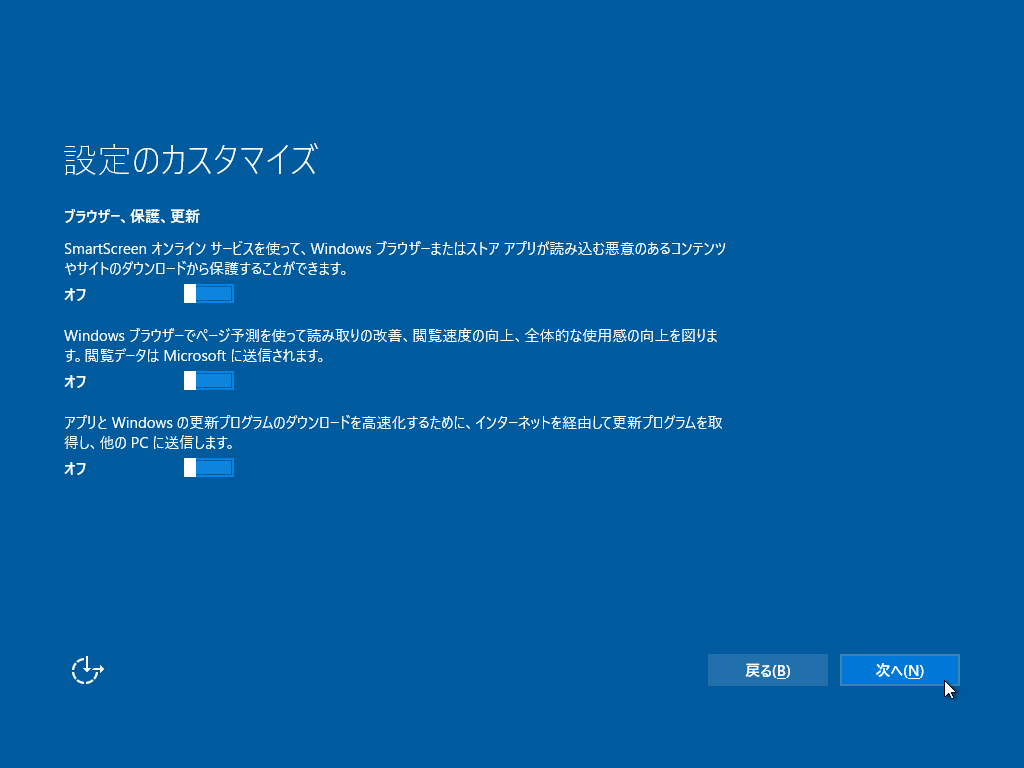 設定のカスタマイズ
ブラウザー、保護、更新
SmartScreen オンライン サービスを使って、Windows ブラウザーまたはストア アプリが読み込む悪意のあるコンテンツ
やサイトのダウンロードから保護することができます。
オフ
Windows ブラウザーでページ予測を使って読み取りの改善、閲覧速度の向上、全体的な使用感の向上を図りま
す。閲覧データは Microsoft に送信されます。
オフ
アプリと Windows の更新プログラムのダウンロードを高速化するために、インターネットを経由して更新プログラムを取
得し、他の PC に送信します。
オフ
戻る(B)
次へ(N)